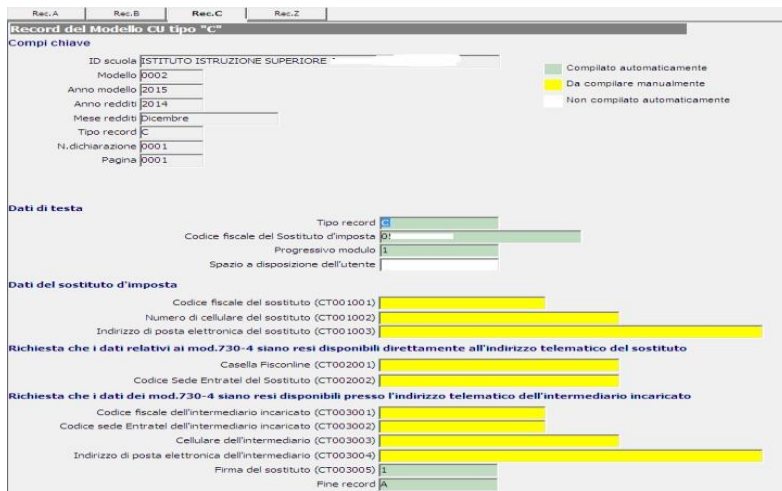 Rec.A Rec.B Rec.C Rec.Z
Record del Modello CU tipo "C"
Compi chiave
ID scuola ISTITUTO ISTRUZIONE SUPERIORE
Compilato automaticamente
Modello 0002
Da compilare manualmente
Anno modello 2015
Non compilato automaticamente
Anno redditi 2014
Mese redditi Dicembre
Tipo record C
N.dichiarazione 0001
Pagina 0001
Dati di testa
Tipo record C
Codice fiscale del Sostituto d'imposta
Progressivo modulo 1
Spazio a disposizione dell'utente
Dati del sostituto d'imposta
Codice fiscale del sostituto (CT001001)
Numero di cellulare del sostituto (CT001002)
Indirizzo di posta elettronica del sostituto (CT001003)
Richiesta che i dati relativi ai mod.730-4 siano resi disponibili direttamente all'indirizzo telematico del sostituto
Casella Fisconline (CT002001)
Codice Sede Entratel del Sostituto (CT002002)
Richiesta che i dati dei mod.730-4 siano resi disponibili presso l'indirizzo telematico dell'intermediario incaricato
Codice fiscale dell'intermediario incaricato (CT003001)
Codice sede Entratel dell'intermediario incaricato (CT003002)
Cellulare dell'intermediario (CT003003)
Indirizzo di posta elettronica dell'intermediario (CT003004)
Firma del sostituto (CT003005) 1
Fine record A